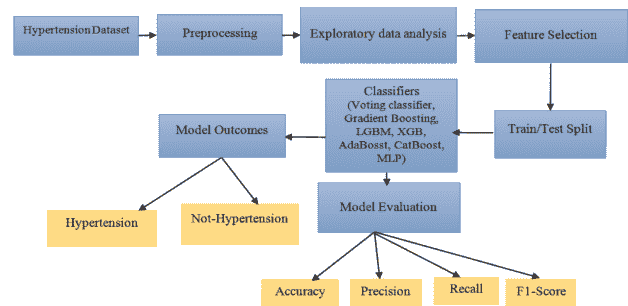 Hypertension Dataset
Preprocessing
Exploratory data analysis
Feature Selection
Classifiers
(Voting classifier,
Gradient Boosting,
LGBM, XGB,
AdaBosst, CatBoost,
MLP)
Train/Test Split
Model Outcomes
Hypertension
Not-Hypertension
Model Evaluation
Accuracy
Precision
Recall
F1-Score